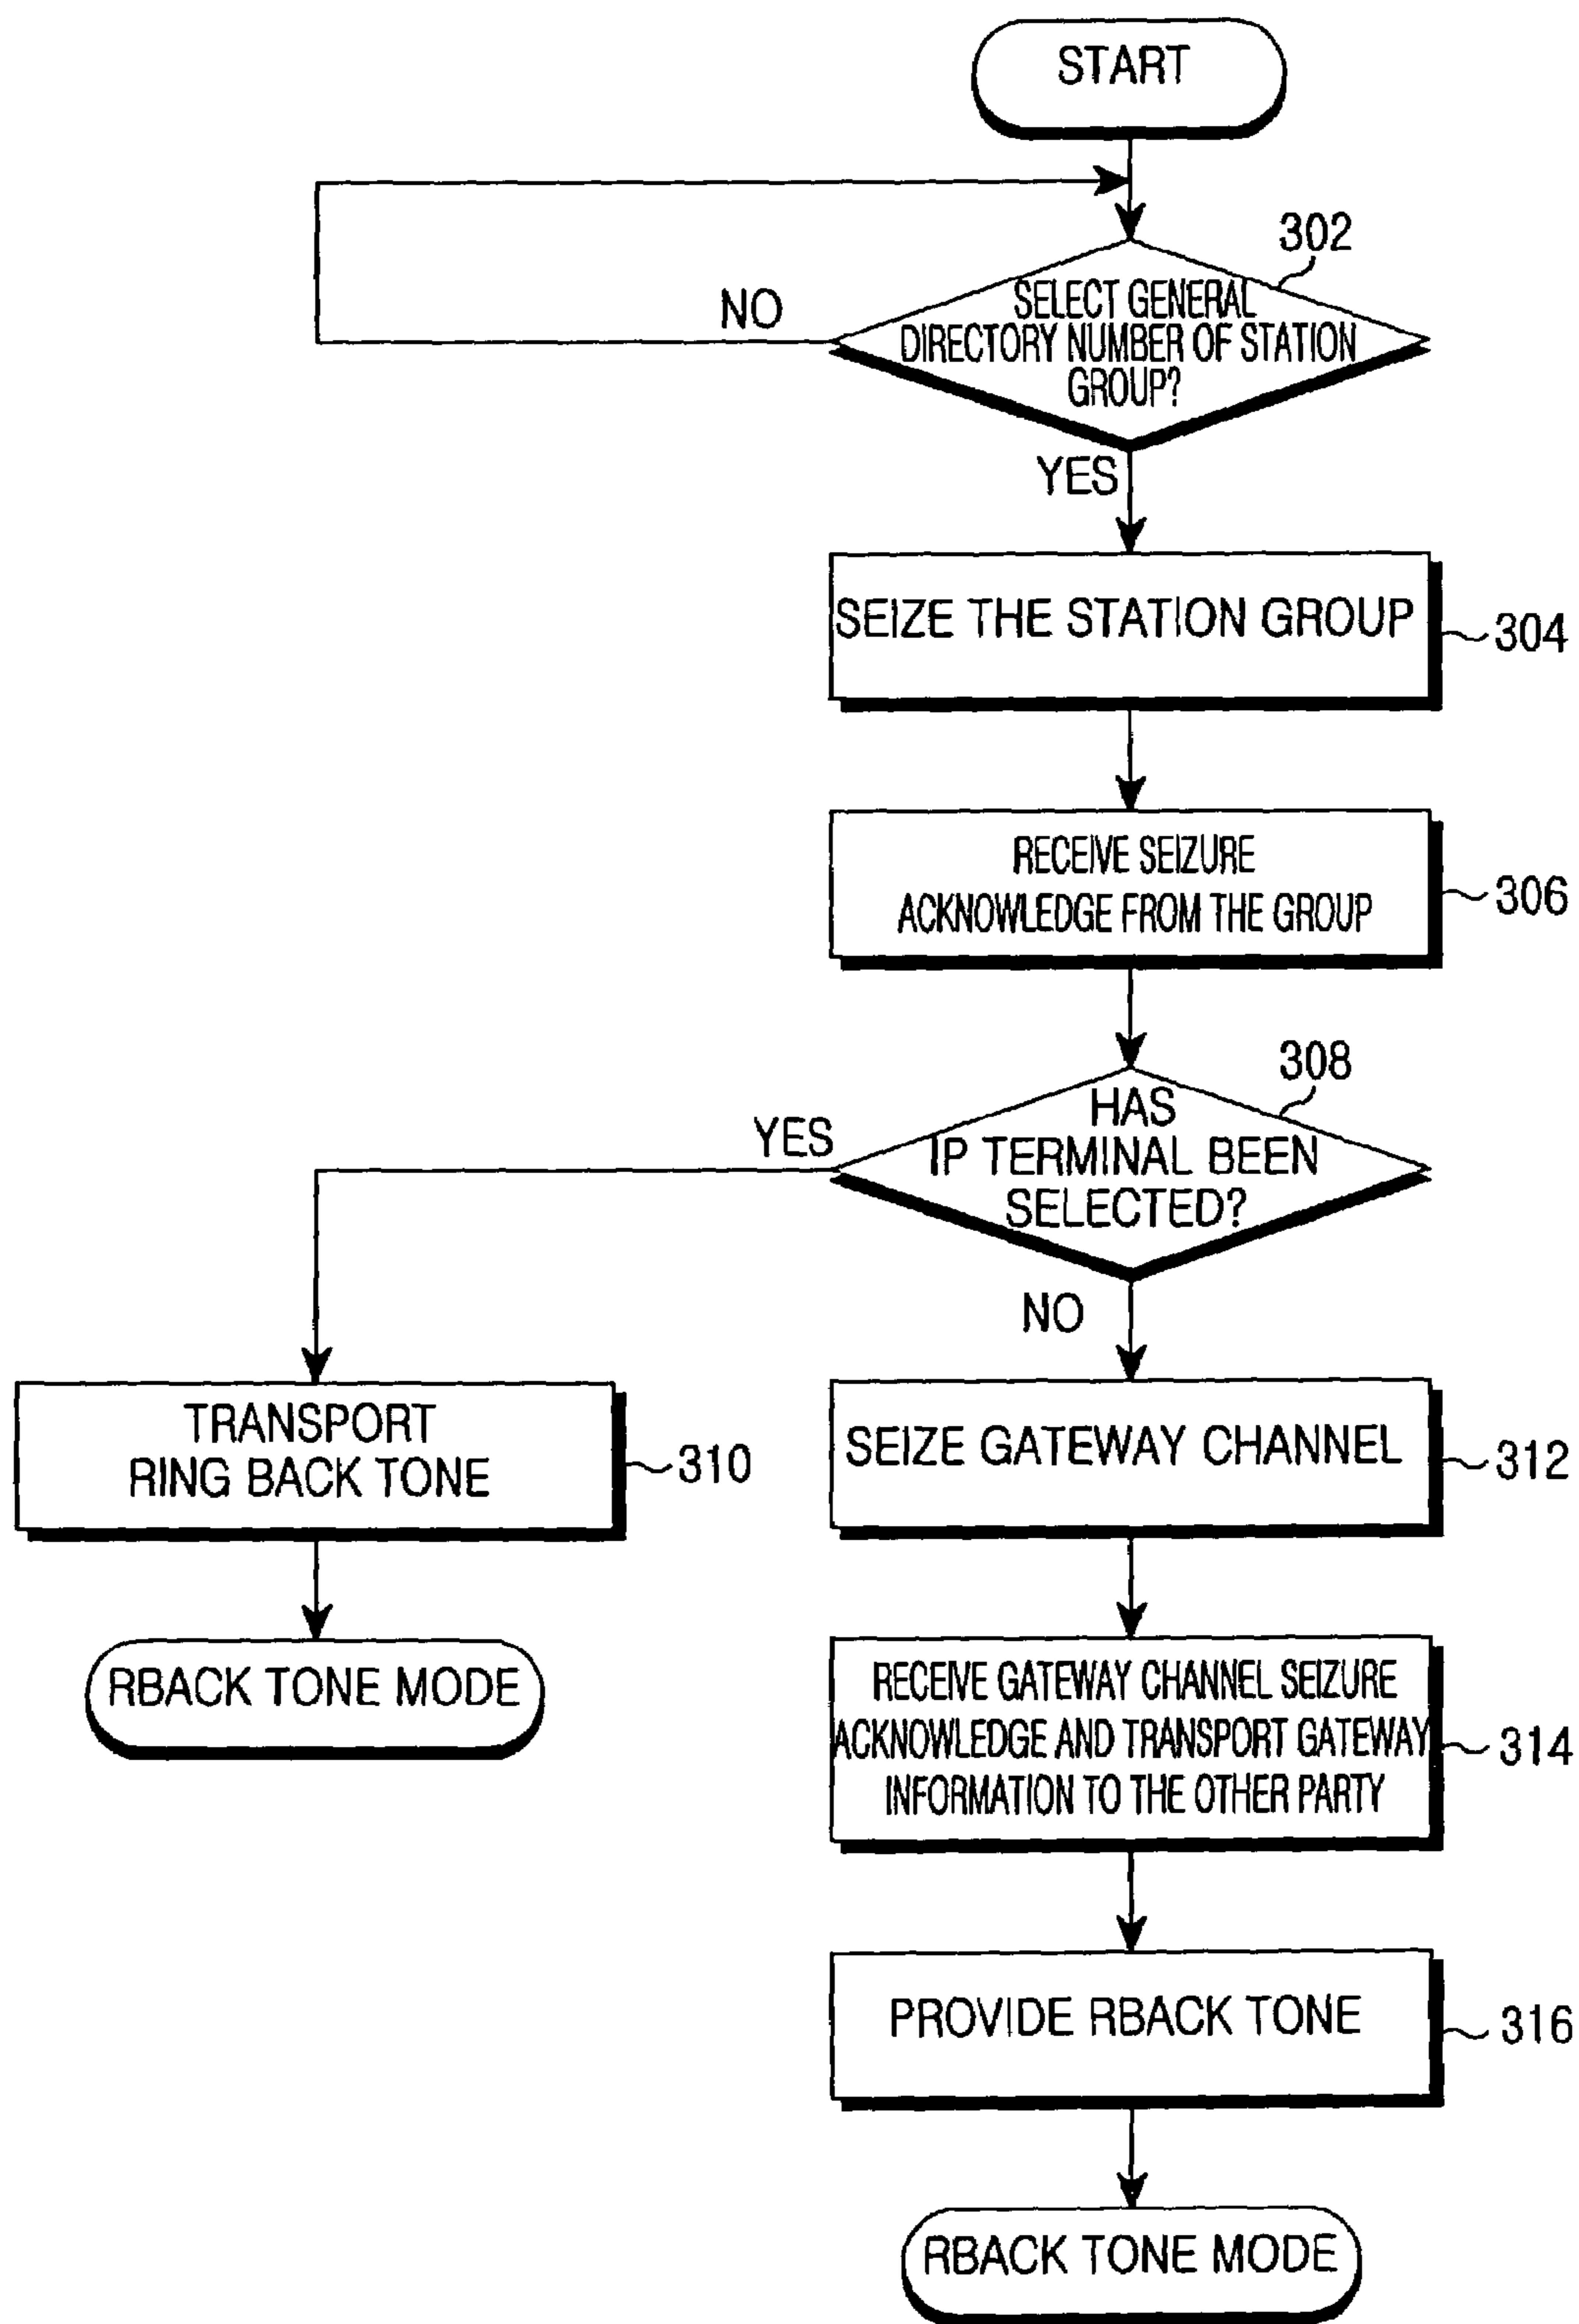 START
302
SELECT GENERAL
DIRECTORY NUMBER OF STATION
GROUP?
NO
YES
SEIZE THE STATION GROUP
304
RECEIVE SEIZURE
ACKNOWLEDGE FROM THE GROUP
306
308
HAS
IP TERMINAL BEEN
SELECTED?
YES
NO
TRANSPORT
RING BACK TONE
310
RBACK TONE MODE
SEIZE GATEWAY CHANNEL
312
RECEIVE GATEWAY CHANNEL SEIZURE
ACKNOWLEDGE AND TRANSPORT GATEWAY
INFORMATION TO THE OTHER PARTY
314
PROVIDE RBACK TONE
316
RBACK TONE MODE